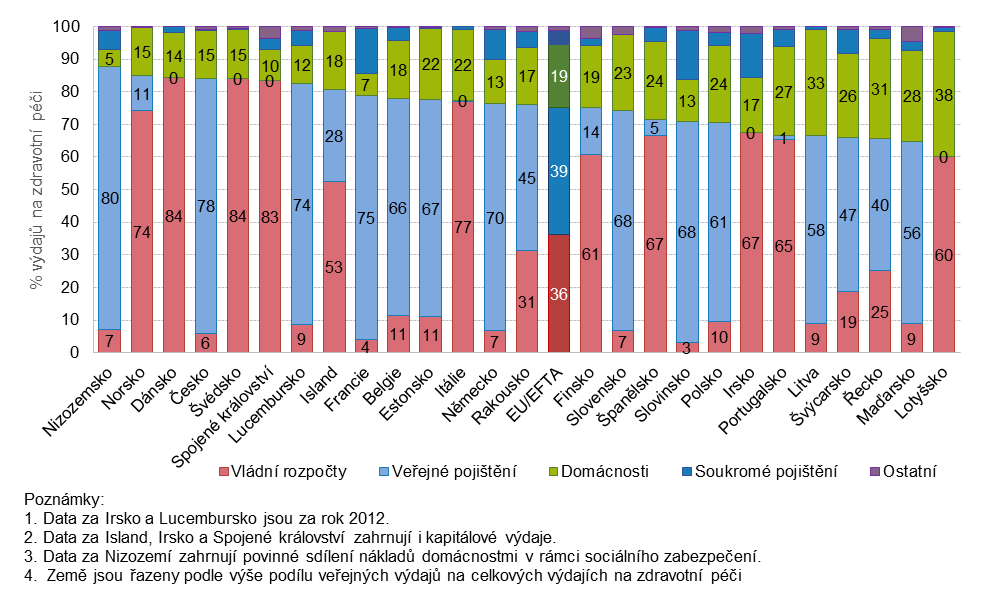 % výdajů na zdravotní péči
100
90
80
70
60
50
40
30
20
10
0
5 80 7
15 11 74
14 0 84
15 78 6
15 0 84
10 0 83
12 74 9
18 28 53
7 75 4
18 66 11
22 67 11
22 0 77
13 70 7
17 45 31
19 39 36
19 14 61
23 68 7
24 5 67
13 68 3
24 61 10
17 0 67
27 1 65
33 58 9
26 47 19
31 40 25
28 56 9
38 0 60
Nizozemsko
Norsko
Dánsko
Česko
Švédsko
Spojené království
Lucembursko
Island
Francie
Belgie
Estonsko
Itálie
Německo
Rakousko
EU/EFTA
Finsko
Slovensko
Španělsko
Slovinsko
Polsko
Irsko
Portugalsko
Litva
Švýcarsko
Řecko
Maďarsko
Lotyšsko
Vládní rozpočty Veřejné pojištění Domácnosti Soukromé pojištění Ostatní
Poznámky:
1. Data za Irsko a Lucembursko jsou za rok 2012.
2. Data za Island, Irsko a Spojené království zahrnují i kapitálové výdaje.
3. Data za Nizozemí zahrnují povinné sdílení nákladů domácnostmi v rámci sociálního zabezpečení.
4. Země jsou řazeny podle výše podílu veřejných výdajů na celkových výdajích na zdravotní péči